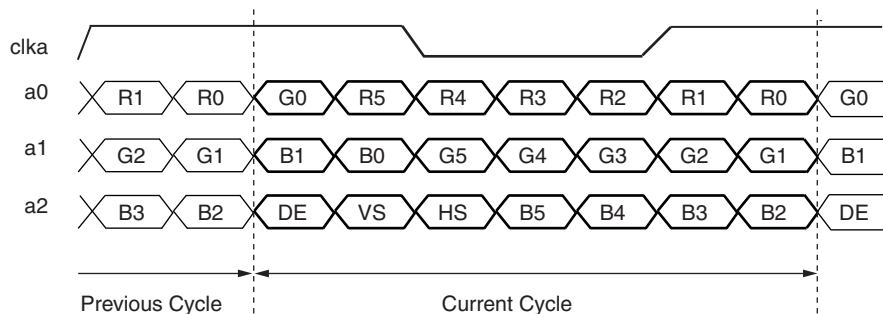 clka
a0 R1 R0 G0 R5 R4 R3 R2 R1 R0 G0
a1 G2 G1 B1 B0 G5 G4 G3 G2 G1 B1
a2 B3 B2 DE VS HS B5 B4 B3 B2 DE
Previous Cycle Current Cycle